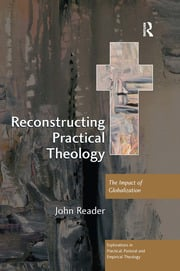 R
Reconstructing
Practical
Theology
The Impact of
Globalization
John Reader
Explorations in
Practical, Pastoral and
Empirical Theology